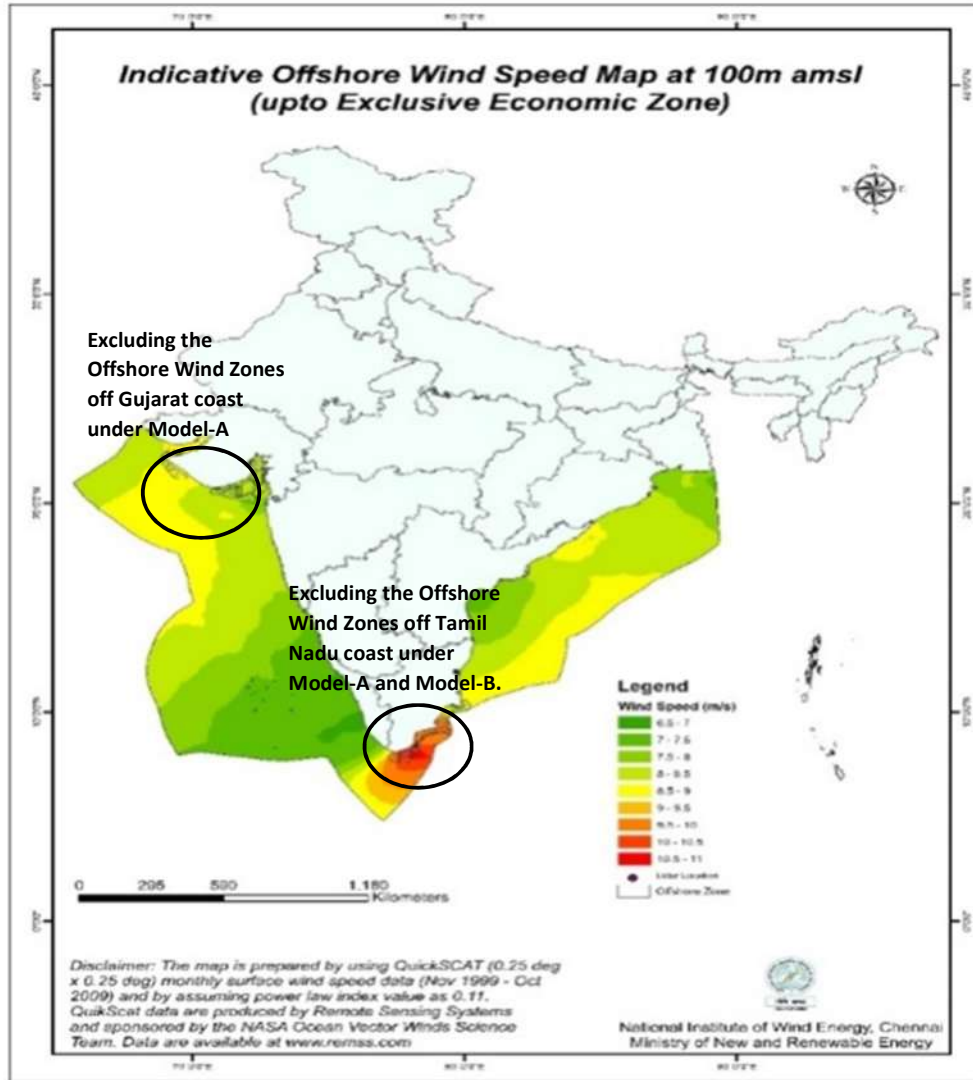 Indicative Offshore Wind Speed Map at 100m amsl
(upto Exclusive Economic Zone)
Excluding the
Offshore Wind Zones
off Gujarat coast
under Model-A
Excluding the Offshore
Wind Zones off Tamil
Nadu coast under
Model-A and Model-B.
Legend
Wind Speed (m/s)
6.5 - 7
7 - 7.5
7.5 - 8
8 - 8.5
8.5 - 9
9 - 9.5
9.5 - 10
10 - 10.5
10.5 - 11
Lidar Location
Offshore Zone
0 295 590 1,180
Kilometers
Disclaimer: The map is prepared by using QuickSCAT (0.25 deg
x 0.25 deg) monthly surface wind speed data (Nov 1999 - Oct
2009) and by assuming power law index value as 0.11.
QuikScat data are produced by Remote Sensing Systems
and sponsored by the NASA Ocean Vector Winds Science
Team. Data are available at www.remss.com
National Institute of Wind Energy, Chennai
Ministry of New and Renewable Energy